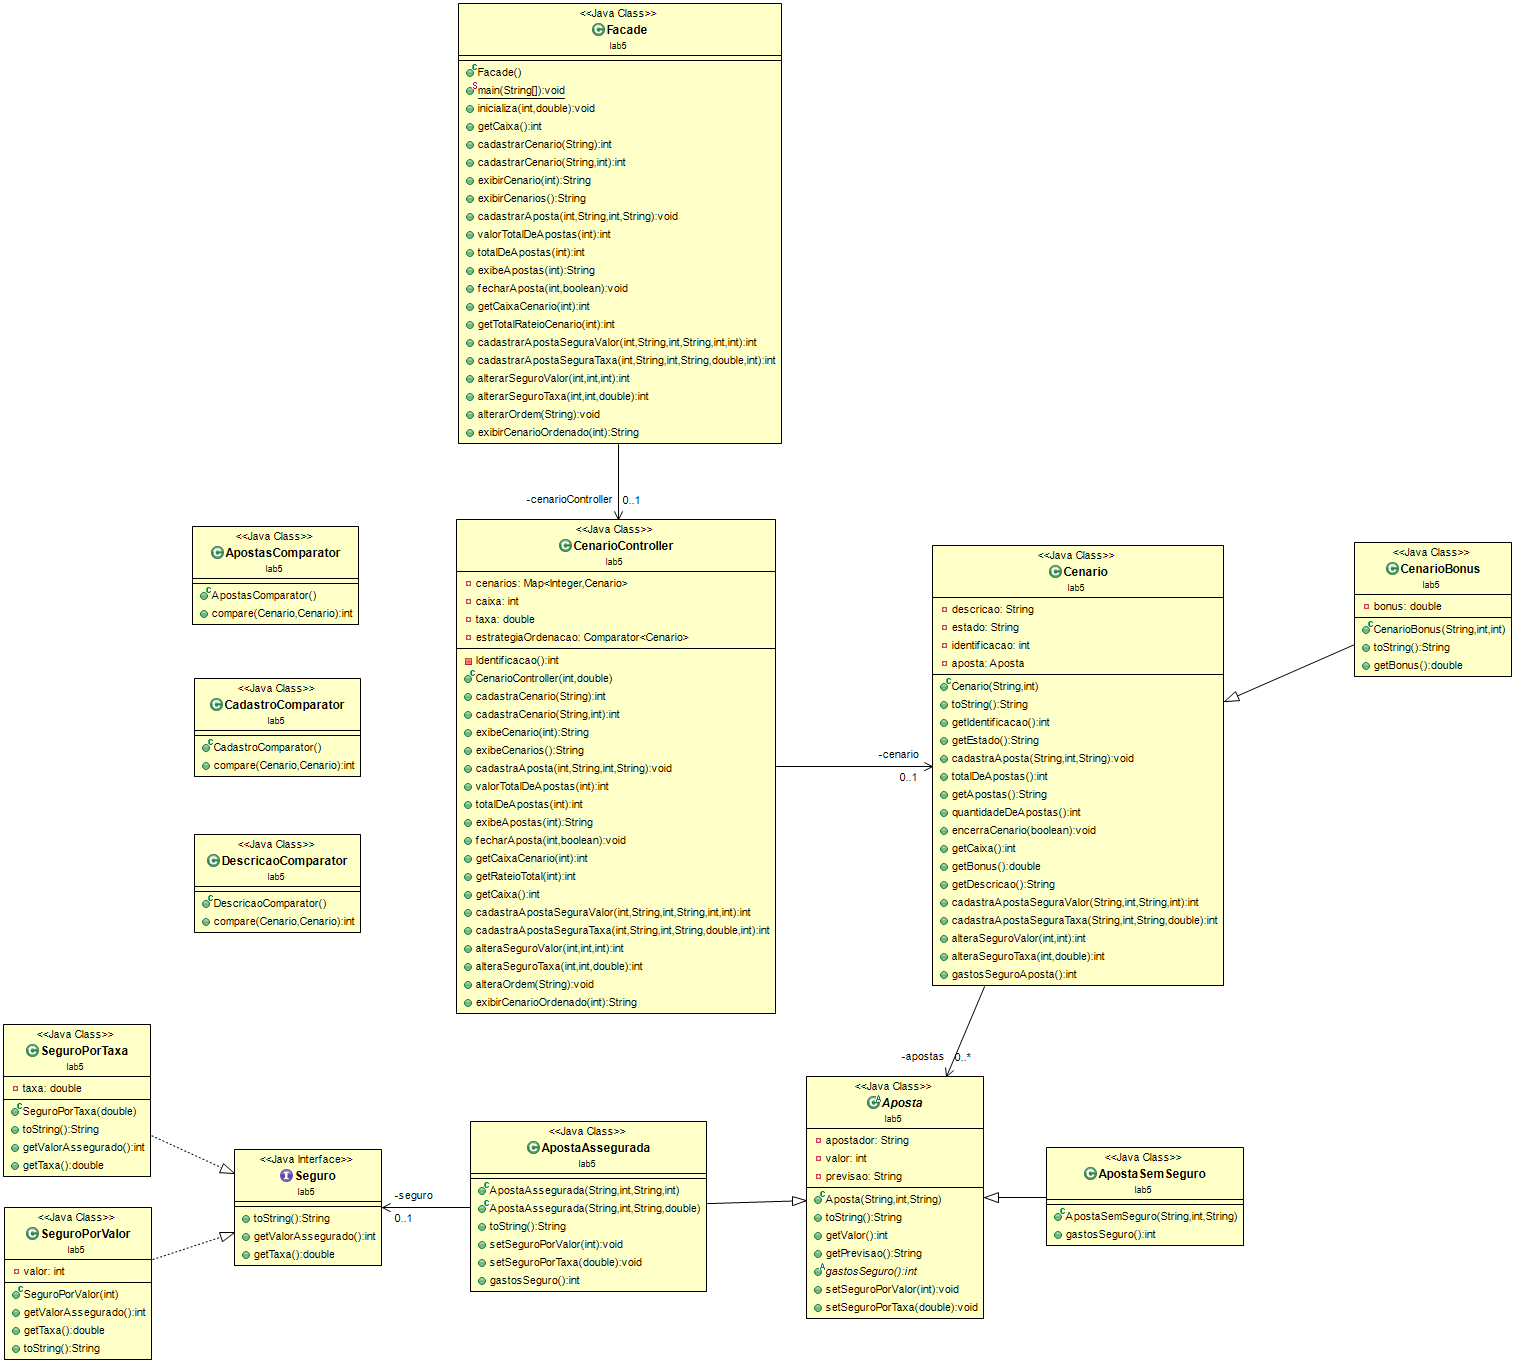 <<Java Class>>
Facade
lab5
Facade()
main(String[]):void
inicializa(int,double):void
getCaixa():int
cadastrarCenario(String):int
cadastrarCenario(String,int):int
exibirCenario(int):String
exibirCenarios():String
cadastrarAposta(int,String,int,String):void
valorTotalDeApostas(int):int
totalDeApostas(int):int
exibeApostas(int):String
fecharAposta(int,boolean):void
getCaixaCenario(int):int
getTotalRateioCenario(int):int
cadastrarApostaSeguraValor(int,String,int,String,int,int):int
cadastrarApostaSeguraTaxa(int,String,int,String,double,int):int
alterarSeguroValor(int,int,int):int
alterarSeguroTaxa(int,int,double):int
alterarOrdem(String):void
exibirCenarioOrdenado(int):String
-cenarioController
0..1
<<Java Class>>
ApostasComparator
lab5
ApostasComparator()
compare(Cenario,Cenario):int
<<Java Class>>
CadastroComparator
lab5
CadastroComparator()
compare(Cenario,Cenario):int
<<Java Class>>
DescricaoComparator
lab5
DescricaoComparator()
compare(Cenario,Cenario):int
<<Java Class>>
CenarioController
lab5
cenarios: Map<Integer,Cenario>
caixa: int
taxa: double
estrategiaOrdenacao: Comparator<Cenario>
Identificacao():int
CenarioController(int,double)
cadastraCenario(String):int
cadastraCenario(String,int):int
exibeCenario(int):String
exibeCenarios():String
cadastraAposta(int,String,int,String):void
valorTotalDeApostas(int):int
totalDeApostas(int):int
exibeApostas(int):String
fecharAposta(int,boolean):void
getCaixaCenario(int):int
getRateioTotal(int):int
getCaixa():int
cadastraApostaSeguraValor(int,String,int,String,int,int):int
cadastraApostaSeguraTaxa(int,String,int,String,double,int):int
alteraSeguroValor(int,int,int):int
alteraSeguroTaxa(int,int,double):int
alteraOrdem(String):void
exibirCenarioOrdenado(int):String
-cenario
0..1
<<Java Class>>
Cenario
lab5
descricao: String
estado: String
identificacao: int
aposta: Aposta
Cenario(String,int)
toString():String
getIdentificacao():int
getEstado():String
cadastraAposta(String,int,String):void
totalDeApostas():int
getApostas():String
quantidadeDeApostas():int
encerraCenario(boolean):void
getCaixa():int
getBonus():double
getDescricao():String
cadastraApostaSeguraValor(String,int,String,int):int
cadastraApostaSeguraTaxa(String,int,String,double):int
alteraSeguroValor(int,int):int
alteraSeguroTaxa(int,double):int
gastosSeguroAposta():int
<<Java Class>>
CenarioBonus
lab5
bonus: double
CenarioBonus(String,int,int)
toString():String
getBonus():double
-apostas
0..*
<<Java Class>>
SeguroPorTaxa
lab5
taxa: double
SeguroPorTaxa(double)
toString():String
getValorAssegurado():int
getTaxa():double
<<Java Class>>
SeguroPorValor
lab5
valor: int
SeguroPorValor(int)
getValorAssegurado():int
getTaxa():double
toString():String
<<Java Interface>>
Seguro
lab5
toString():String
getValorAssegurado():int
getTaxa():double
-seguro
0..1
<<Java Class>>
ApostaAssegurada
lab5
ApostaAssegurada(String,int,String,int)
ApostaAssegurada(String,int,String,double)
toString():String
setSeguroPorValor(int):void
setSeguroPorTaxa(double):void
gastosSeguro():int
<<Java Class>>
Aposta
lab5
apostador: String
valor: int
previsao: String
Aposta(String,int,String)
toString():String
getValor():int
getPrevisao():String
gastosSeguro():int
setSeguroPorValor(int):void
setSeguroPorTaxa(double):void
<<Java Class>>
ApostaSemSeguro
lab5
ApostaSemSeguro(String,int,String)
gastosSeguro():int